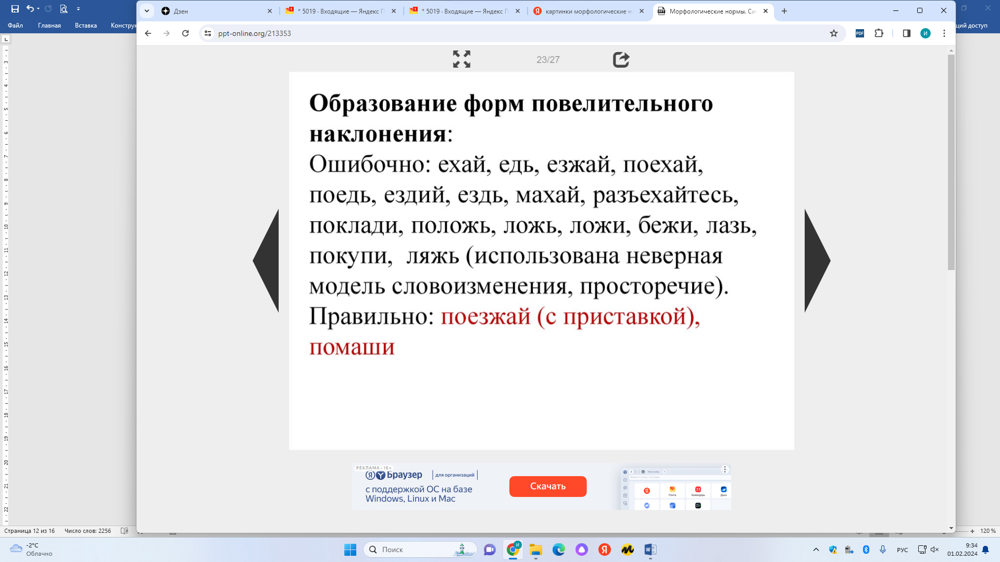 Дзен
* 5019 · Входящие — Яндекс П
* 5019 · Входящие — Яндекс П
картинки морфологические н
Морфологические нормы. Си
Файл
Главная
Вставка
Конструк
щий доступ
ppt-online.org/213353
PDF
И
23/27
Образование форм повелительного
наклонения:
Ошибочно: ехай, едь, езжай, поехай,
поедь, ездий, ездь, махай, разъехайтесь,
поклади, положь, ложь, ложи, бежи, лазь,
покупи, ляжь (использована неверная
модель словоизменения, просторечие).
Правильно: поезжай (с приставкой),
помаши
РЕКЛАМА • 16+
Браузер
для организаций
с поддержкой ОС на базе
Windows, Linux и Mac
Скачать
Почта
Календарь
Диск
Страница 12 из 16
Число слов: 2256
120 %
-2°C
Облачно
Поиск
РУС
9:34
01.02.2024